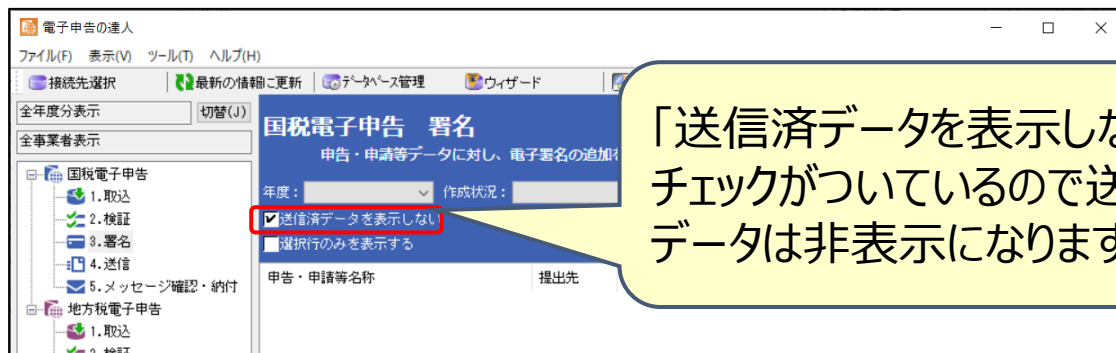 電子申告の達人
ファイル(F) 表示(V) ツール(T) ヘルプ(H)
接続先選択 最新の情報に更新 データベース管理 ウィザード
全年度分表示 切替(J)
全事業者表示
国税電子申告
1.取込
2.検証
3.署名
4.送信
5.メッセージ確認・納付
地方税電子申告
1.取込
2.検証
国税電子申告 署名
申告・申請等データに対し、電子署名の追加
年度: 作成状況:
送信済データを表示しない
選択行のみを表示する
申告・申請等名称 提出先
「送信済データを表示しな
チェックがついているので送
データは非表示になります